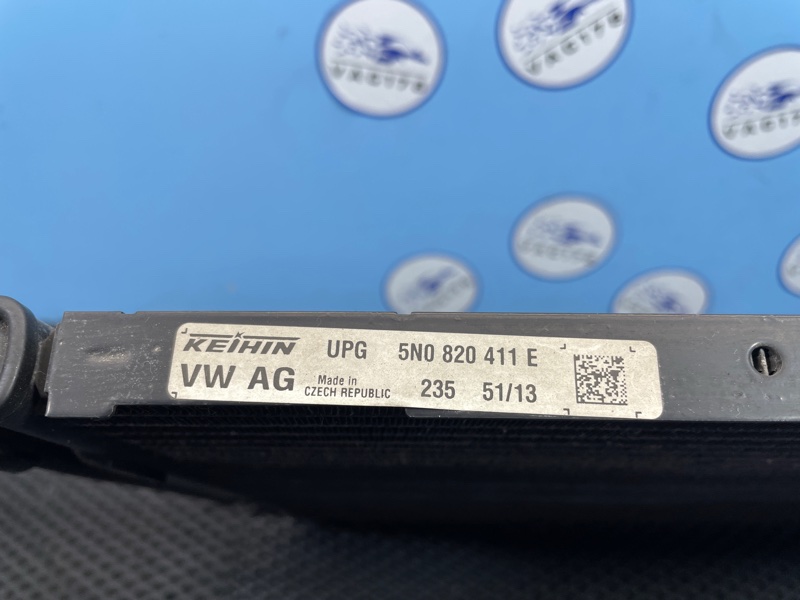 KEIHIN UPG 5N0 820 411 E
VW AG Made in CZECH REPUBLIC 235 51/13